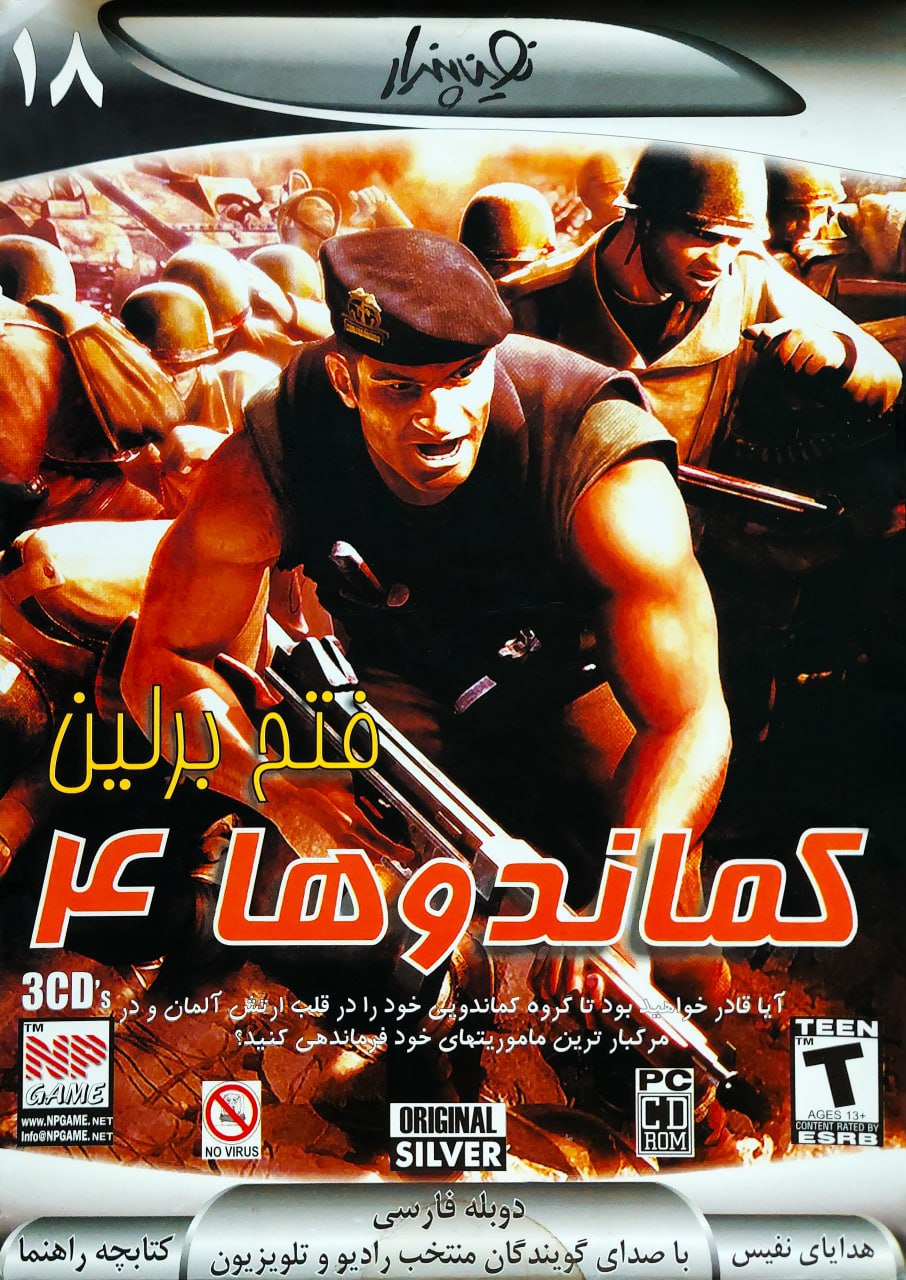 ۱۸
نوین پندار
فتح برلین
کماندوها ۴
3CD's
آیا قادر خواهید بود تا گروه کماندویی خود را در قلب ارتش آلمان و در
مرگبار ترین ماموریتهای خود فرماندهی کنید؟
TM
NP
GAME
www.NPGAME.NET
Info@NPGAME.NET
NO VIRUS
ORIGINAL
SILVER
PC
CD
ROM
TEEN
TM
T
AGES 13+
CONTENT RATED BY
ESRB
دوبله فارسی
با صدای گویندگان منتخب رادیو و تلویزیون
هدایای نفیس
کتابچه راهنما